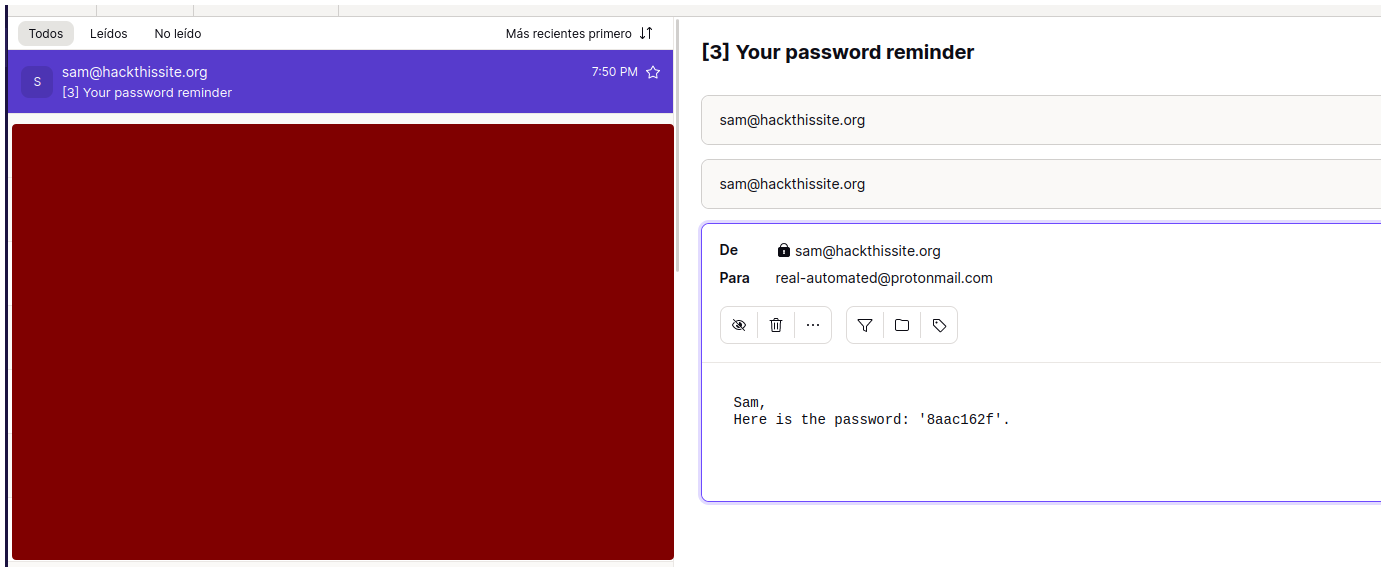 Todos Leídos No leído Más recientes primero
S sam@hackthissite.org 7:50 PM
[3] Your password reminder
[3] Your password reminder
sam@hackthissite.org
sam@hackthissite.org
De sam@hackthissite.org
Para real-automated@protonmail.com
Sam,
Here is the password: '8aac162f'.